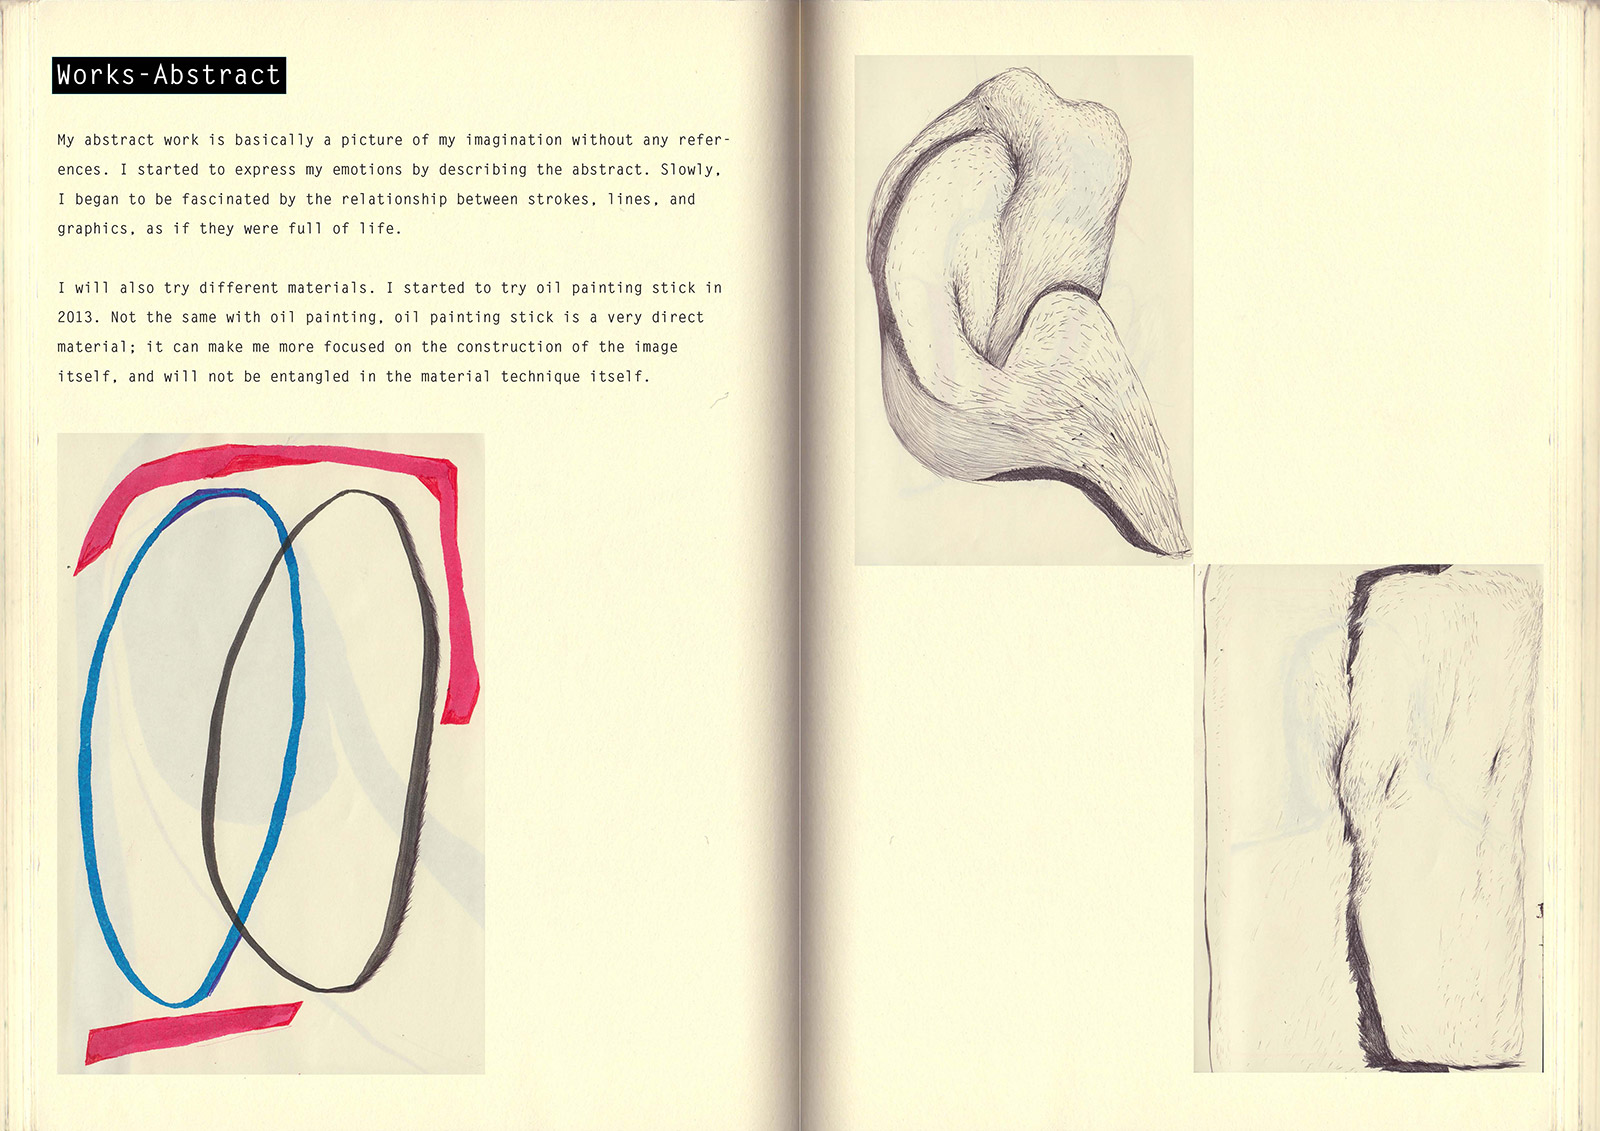 Works-Abstract
My abstract work is basically a picture of my imagination without any refer-
ences. I started to express my emotions by describing the abstract. Slowly,
I began to be fascinated by the relationship between strokes, lines, and
graphics, as if they were full of life.
I will also try different materials. I started to try oil painting stick in
2013. Not the same with oil painting, oil painting stick is a very direct
material; it can make me more focused on the construction of the image
itself, and will not be entangled in the material technique itself.